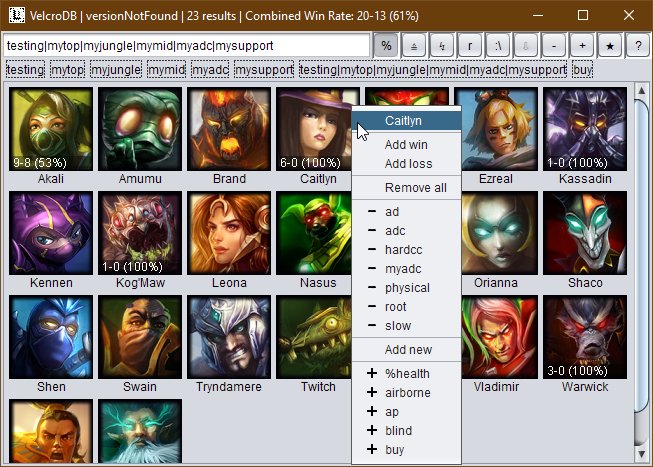 VelcroDB | versionNotFound | 23 results | Combined Win Rate: 20-13 (61%)
testing|mytop|myjungle|mymid|myadc|mysupport
% ≜ ↯ r :\ - + ★ ?
testing mytop myjungle mymid myadc mysupport testing|mytop|myjungle|mymid|myadc|mysupport buy
9-8 (53%)
6-0 (100%)
1-0 (100%)
Akali Amumu Brand Caitlyn Ezreal Kassadin
1-0 (100%)
Kennen Kog'Maw Leona Nasus Orianna Shaco
3-0 (100%)
Shen Swain Tryndamere Twitch Vladimir Warwick
Caitlyn
Add win
Add loss
Remove all
- ad
- adc
- hardcc
- myadc
- physical
- root
- slow
Add new
+ %health
+ airborne
+ ap
+ blind
+ buy